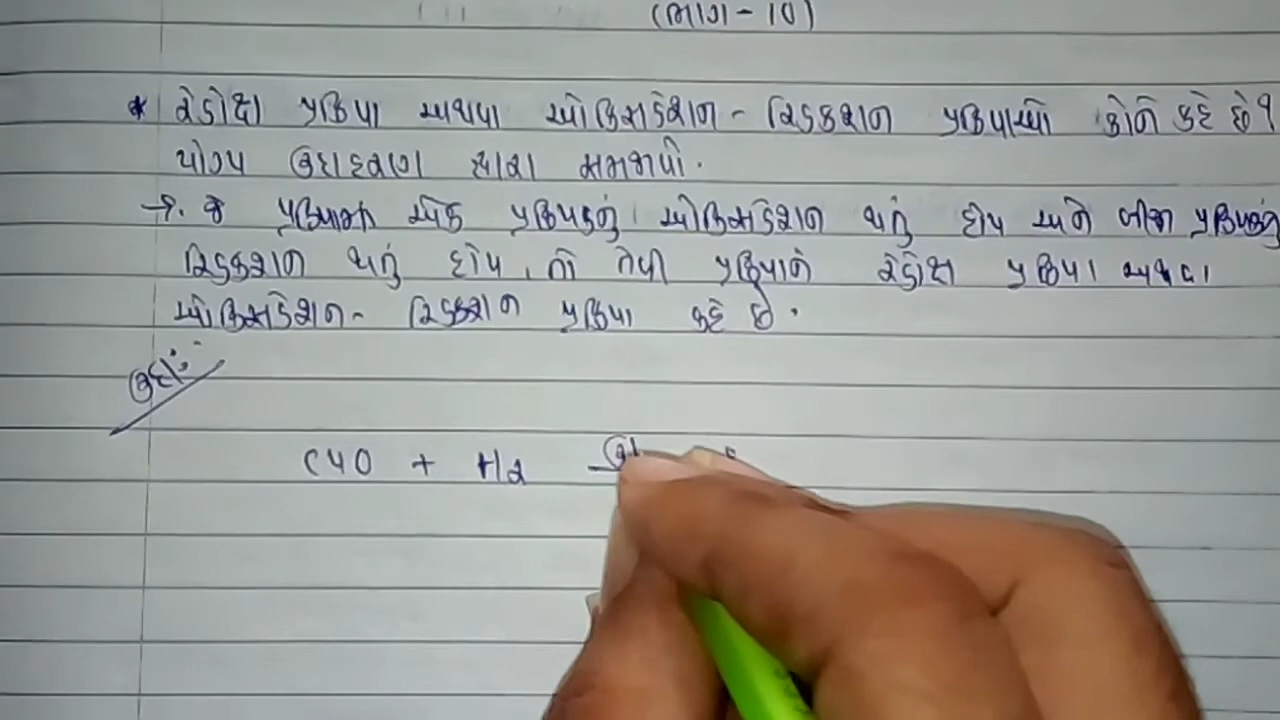 (ભાગ - 10)
* રેડોક્ષ પ્રક્રિયા અથવા ઓક્સિડેશન - રિડક્શન પ્રક્રિયાઓ કોને કહે છે ?
યોગ્ય ઉદાહરણ સાથે સમજાવો.
→. જે પ્રક્રિયામાં એક પ્રક્રિયકનું ઓક્સિડેશન થતું હોય અને બીજા પ્રક્રિયકનું
રિડક્શન થતું હોય, તો તેવી પ્રક્રિયાને રેડોક્ષ પ્રક્રિયા અથવા
ઓક્સિડેશન - રિડક્શન પ્રક્રિયા કહે છે.
ઉદા:
CuO + H2